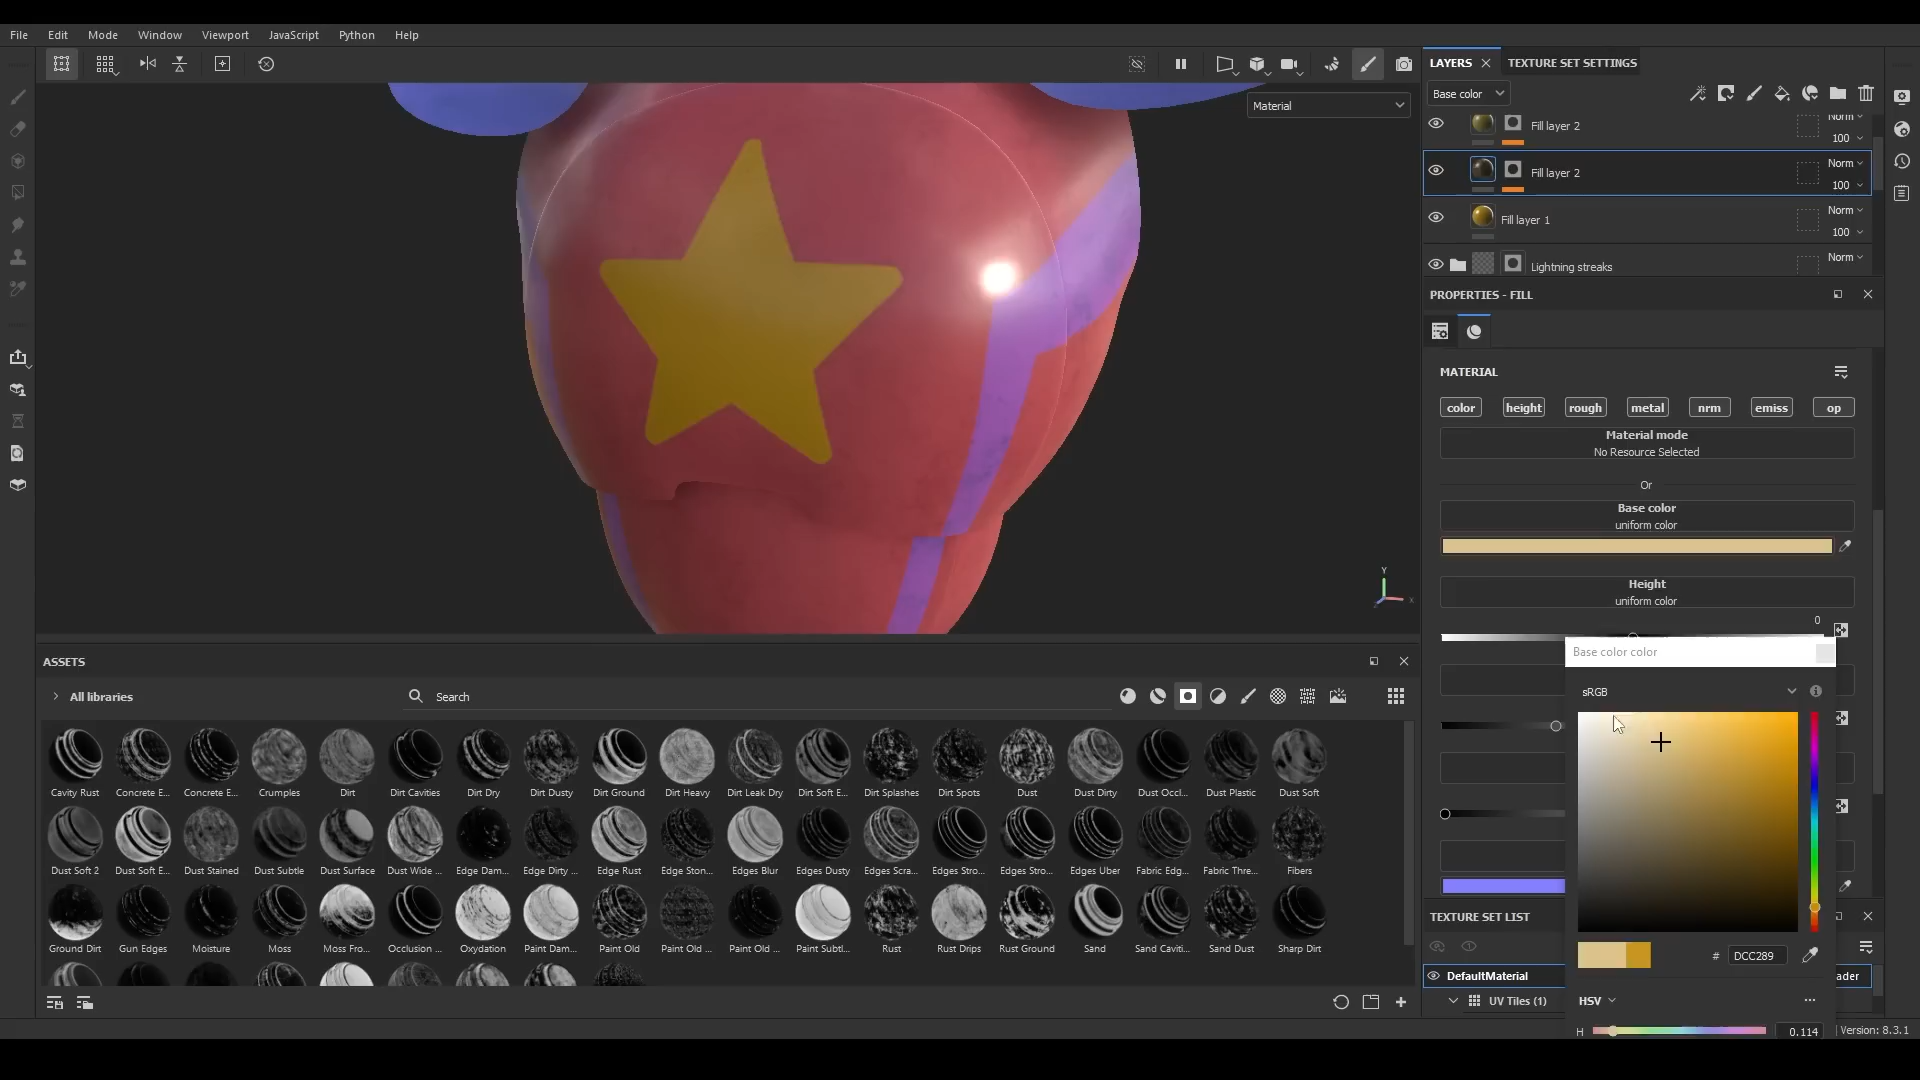 File Edit Mode Window Viewport JavaScript Python Help
LAYERS TEXTURE SET SETTINGS
Base color
Material
Fill layer 2 Norm
100
Fill layer 2 Norm
100
Fill layer 1 Norm
100
Lightning streaks Norm
PROPERTIES - FILL
MATERIAL
color height rough metal nrm emiss op
Material mode
No Resource Selected
Or
Base color
uniform color
Height
uniform color
0
Y
X
Base color color
sRGB
# DCC289
HSV
H 0.114
TEXTURE SET LIST
DefaultMaterial
UV Tiles (1)
Version: 8.3.1
ASSETS
All libraries Search
Cavity Rust Concrete E... Concrete E... Crumples Dirt Dirt Cavities Dirt Dry Dirt Dusty Dirt Ground Dirt Heavy Dirt Leak Dry Dirt Soft E... Dirt Splashes Dirt Spots Dust Dust Dirty Dust Occl... Dust Plastic Dust Soft
Dust Soft 2 Dust Soft E... Dust Stained Dust Subtle Dust Surface Dust Wide ... Edge Dam... Edge Dirty ... Edge Rust Edge Ston... Edges Blur Edges Dusty Edges Scra... Edges Stro... Edges Stro... Edges Uber Fabric Edg... Fabric Thre... Fibers
Ground Dirt Gun Edges Moisture Moss Moss Fro... Occlusion ... Oxydation Paint Dam... Paint Old Paint Old ... Paint Old ... Paint Subtl... Rust Rust Drips Rust Ground Sand Sand Caviti... Sand Dust Sharp Dirt